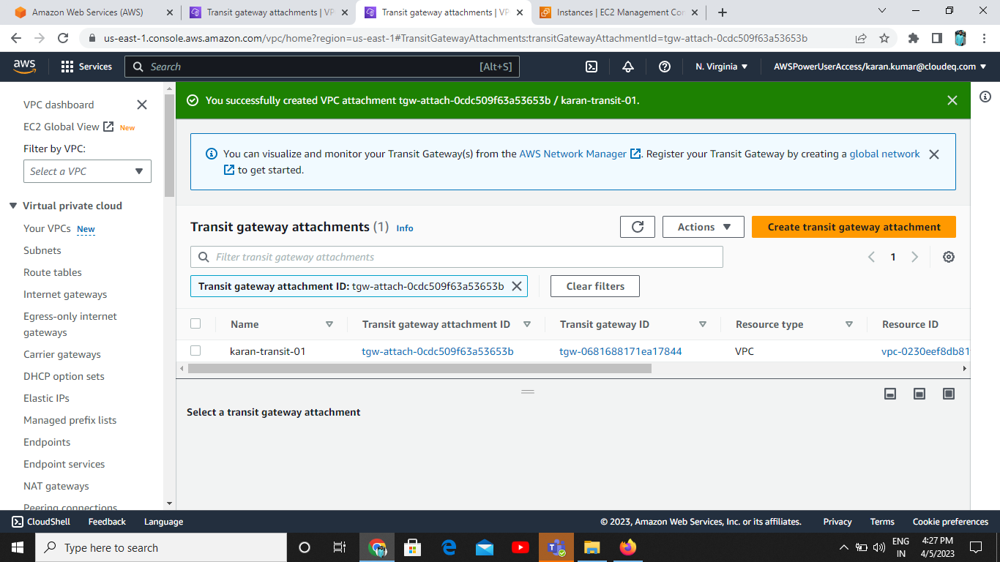 Amazon Web Services (AWS)
Transit gateway attachments | VP
Transit gateway attachments | VP
Instances | EC2 Management Con
us-east-1.console.aws.amazon.com/vpc/home?region=us-east-1#TransitGatewayAttachments:transitGatewayAttachmentId=tgw-attach-0cdc509f63a53653b
aws
Services
Search
[Alt+S]
N. Virginia
AWSPowerUserAccess/karan.kumar@cloudeq.com
VPC dashboard
EC2 Global View
New
Filter by VPC:
Select a VPC
Virtual private cloud
Your VPCs New
Subnets
Route tables
Internet gateways
Egress-only internet
gateways
Carrier gateways
DHCP option sets
Elastic IPs
Managed prefix lists
Endpoints
Endpoint services
NAT gateways
Peering connections
You successfully created VPC attachment tgw-attach-0cdc509f63a53653b / karan-transit-01.
You can visualize and monitor your Transit Gateway(s) from the AWS Network Manager. Register your Transit Gateway by creating a global network
to get started.
Transit gateway attachments (1) Info
Actions
Create transit gateway attachment
Filter transit gateway attachments
1
Transit gateway attachment ID: tgw-attach-0cdc509f63a53653b
Clear filters
Name Transit gateway attachment ID Transit gateway ID Resource type Resource ID
karan-transit-01 tgw-attach-0cdc509f63a53653b tgw-0681688171ea17844 VPC vpc-0230eef8db81
Select a transit gateway attachment
CloudShell Feedback Language
© 2023, Amazon Web Services, Inc. or its affiliates. Privacy Terms Cookie preferences
Type here to search
ENG
IN
4:27 PM
4/5/2023